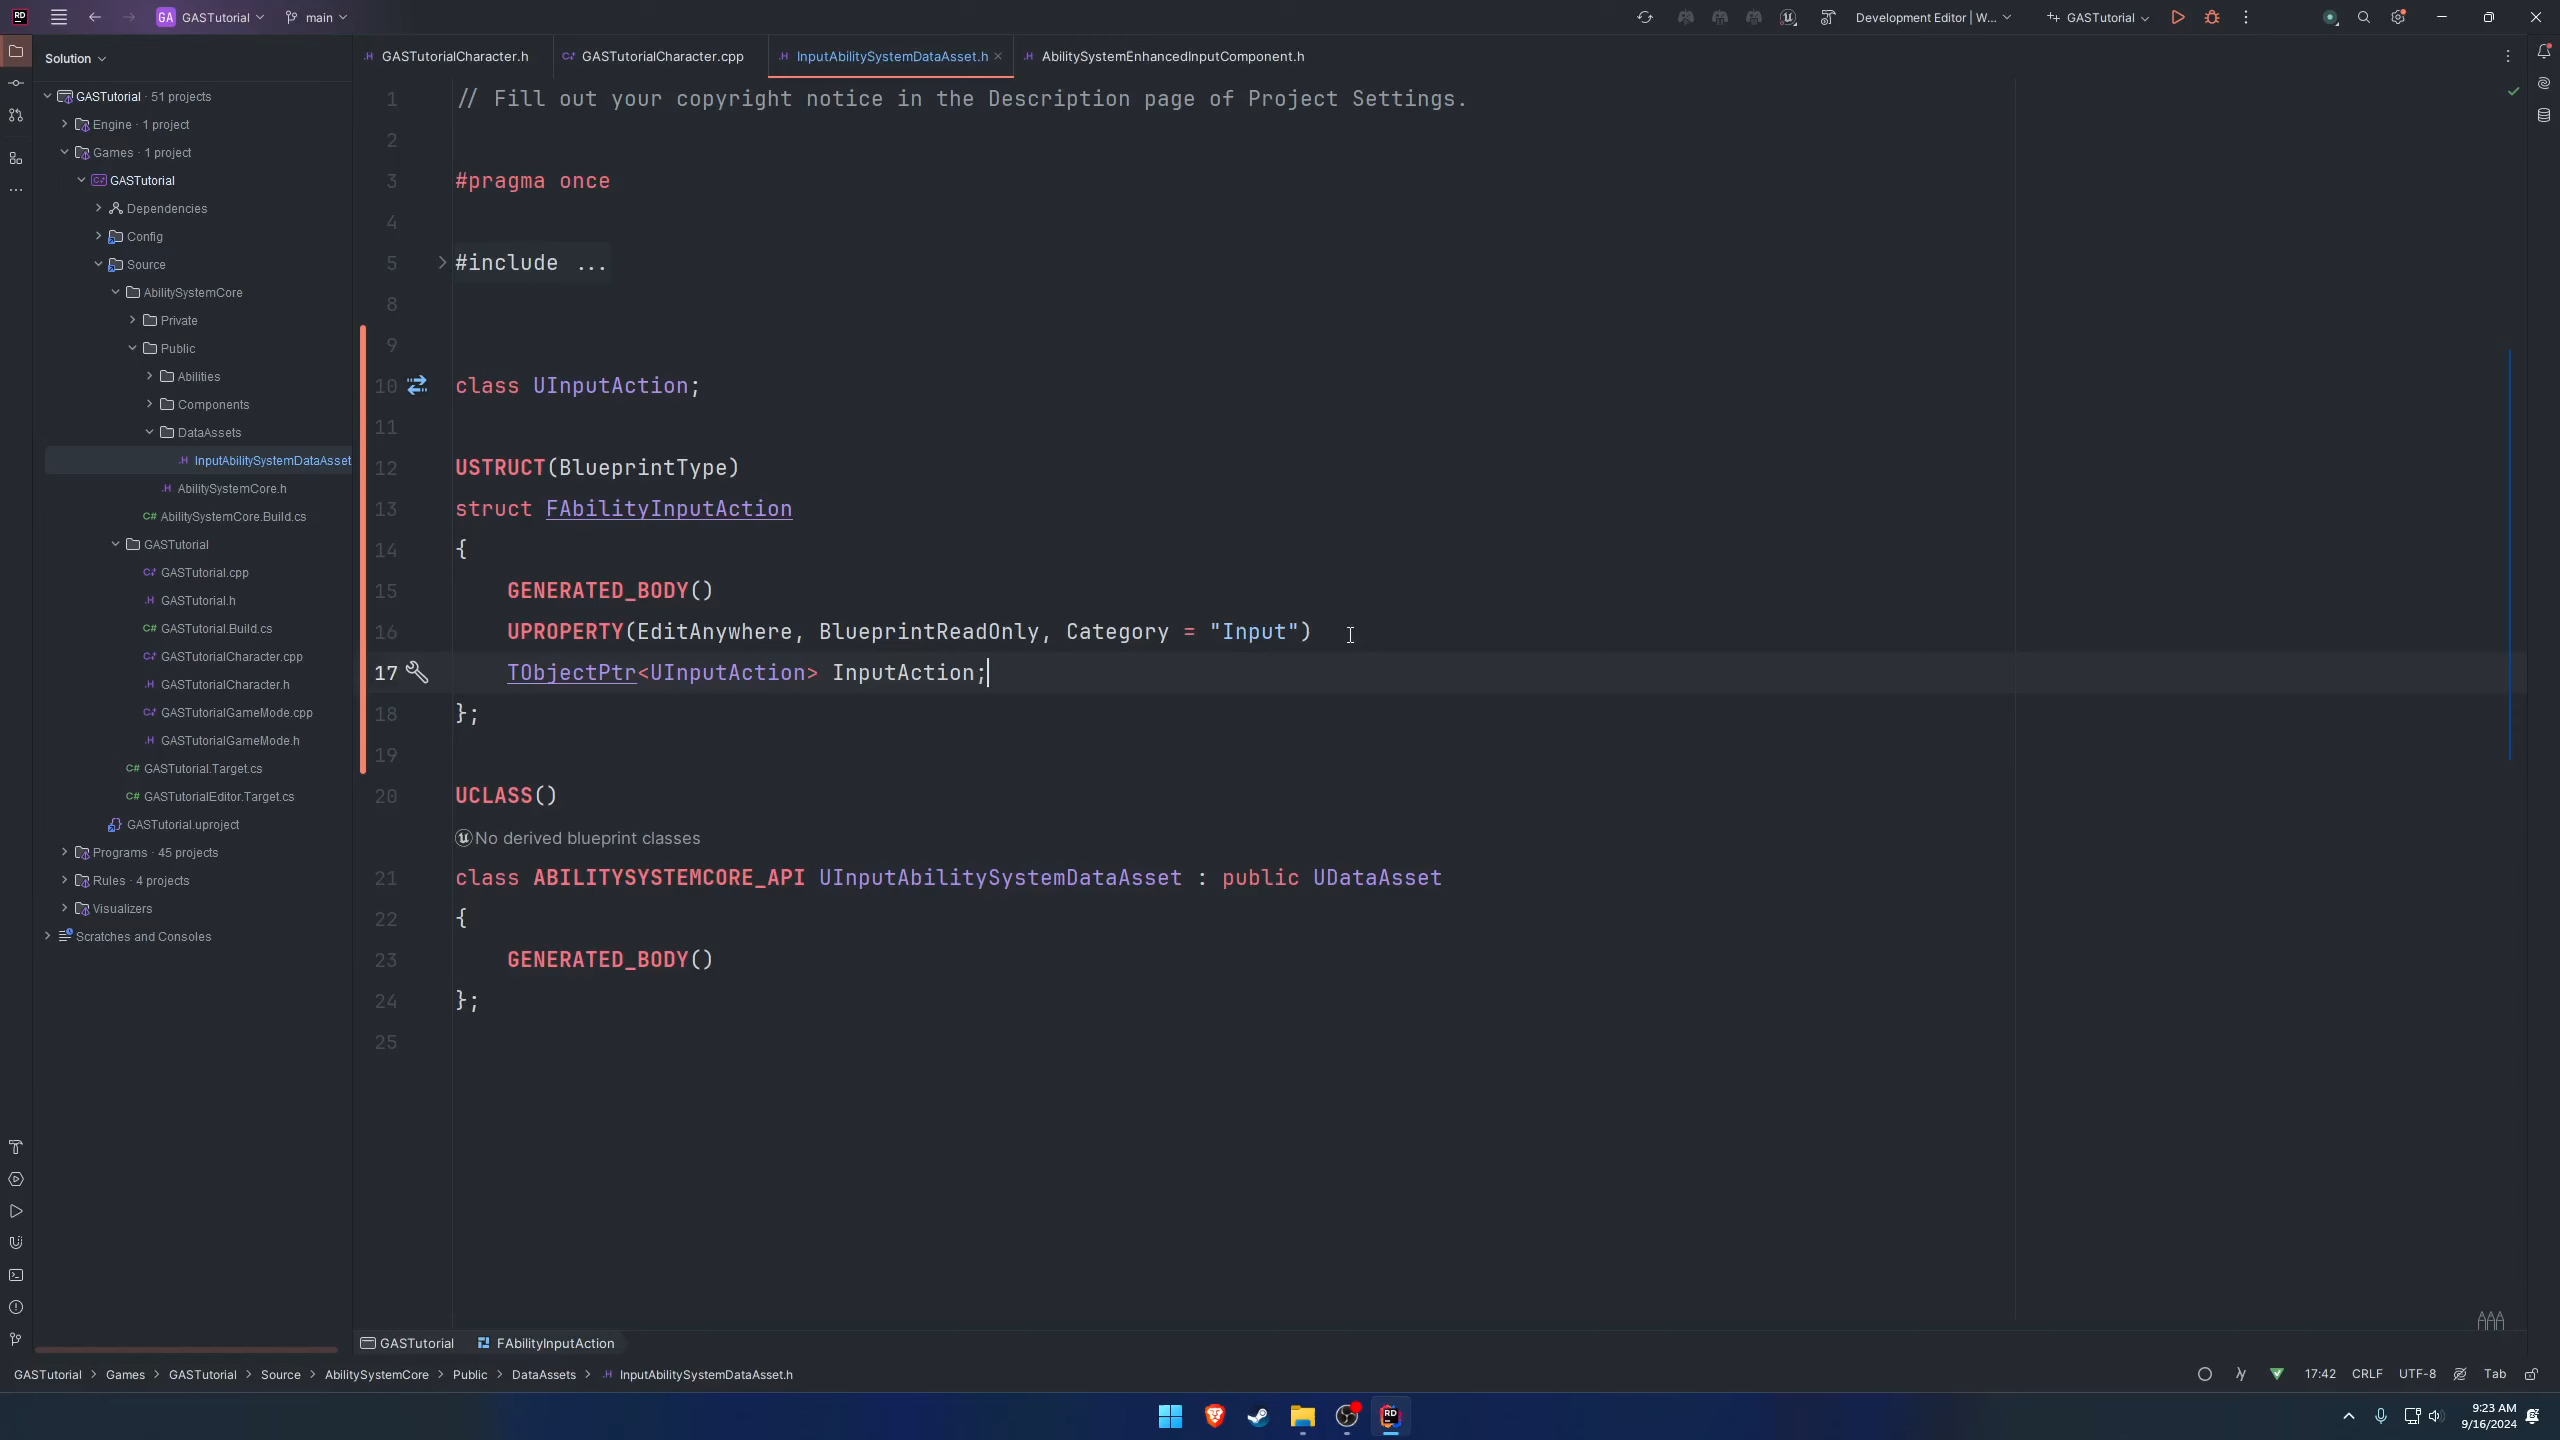 RD
GA GASTutorial
main
Development Editor | W...
GASTutorial
Solution
GASTutorialCharacter.h
GASTutorialCharacter.cpp
InputAbilitySystemDataAsset.h
AbilitySystemEnhancedInputComponent.h
GASTutorial · 51 projects
Engine · 1 project
Games · 1 project
GASTutorial
Dependencies
Config
Source
AbilitySystemCore
Private
Public
Abilities
Components
DataAssets
InputAbilitySystemDataAsset
AbilitySystemCore.h
AbilitySystemCore.Build.cs
GASTutorial
GASTutorial.cpp
GASTutorial.h
GASTutorial.Build.cs
GASTutorialCharacter.cpp
GASTutorialCharacter.h
GASTutorialGameMode.cpp
GASTutorialGameMode.h
GASTutorial.Target.cs
GASTutorialEditor.Target.cs
GASTutorial.uproject
Programs · 45 projects
Rules · 4 projects
Visualizers
Scratches and Consoles
1 // Fill out your copyright notice in the Description page of Project Settings.
2
3 #pragma once
4
5 #include ...
8
9
10 class UInputAction;
11
12 USTRUCT(BlueprintType)
13 struct FAbilityInputAction
14 {
15 GENERATED_BODY()
16 UPROPERTY(EditAnywhere, BlueprintReadOnly, Category = "Input")
17 TObjectPtr<UInputAction> InputAction;
18 };
19
20 UCLASS()
No derived blueprint classes
21 class ABILITYSYSTEMCORE_API UInputAbilitySystemDataAsset : public UDataAsset
22 {
23 GENERATED_BODY()
24 };
25
GASTutorial FAbilityInputAction
GASTutorial > Games > GASTutorial > Source > AbilitySystemCore > Public > DataAssets > InputAbilitySystemDataAsset.h
17:42 CRLF UTF-8 Tab
9:23 AM
9/16/2024